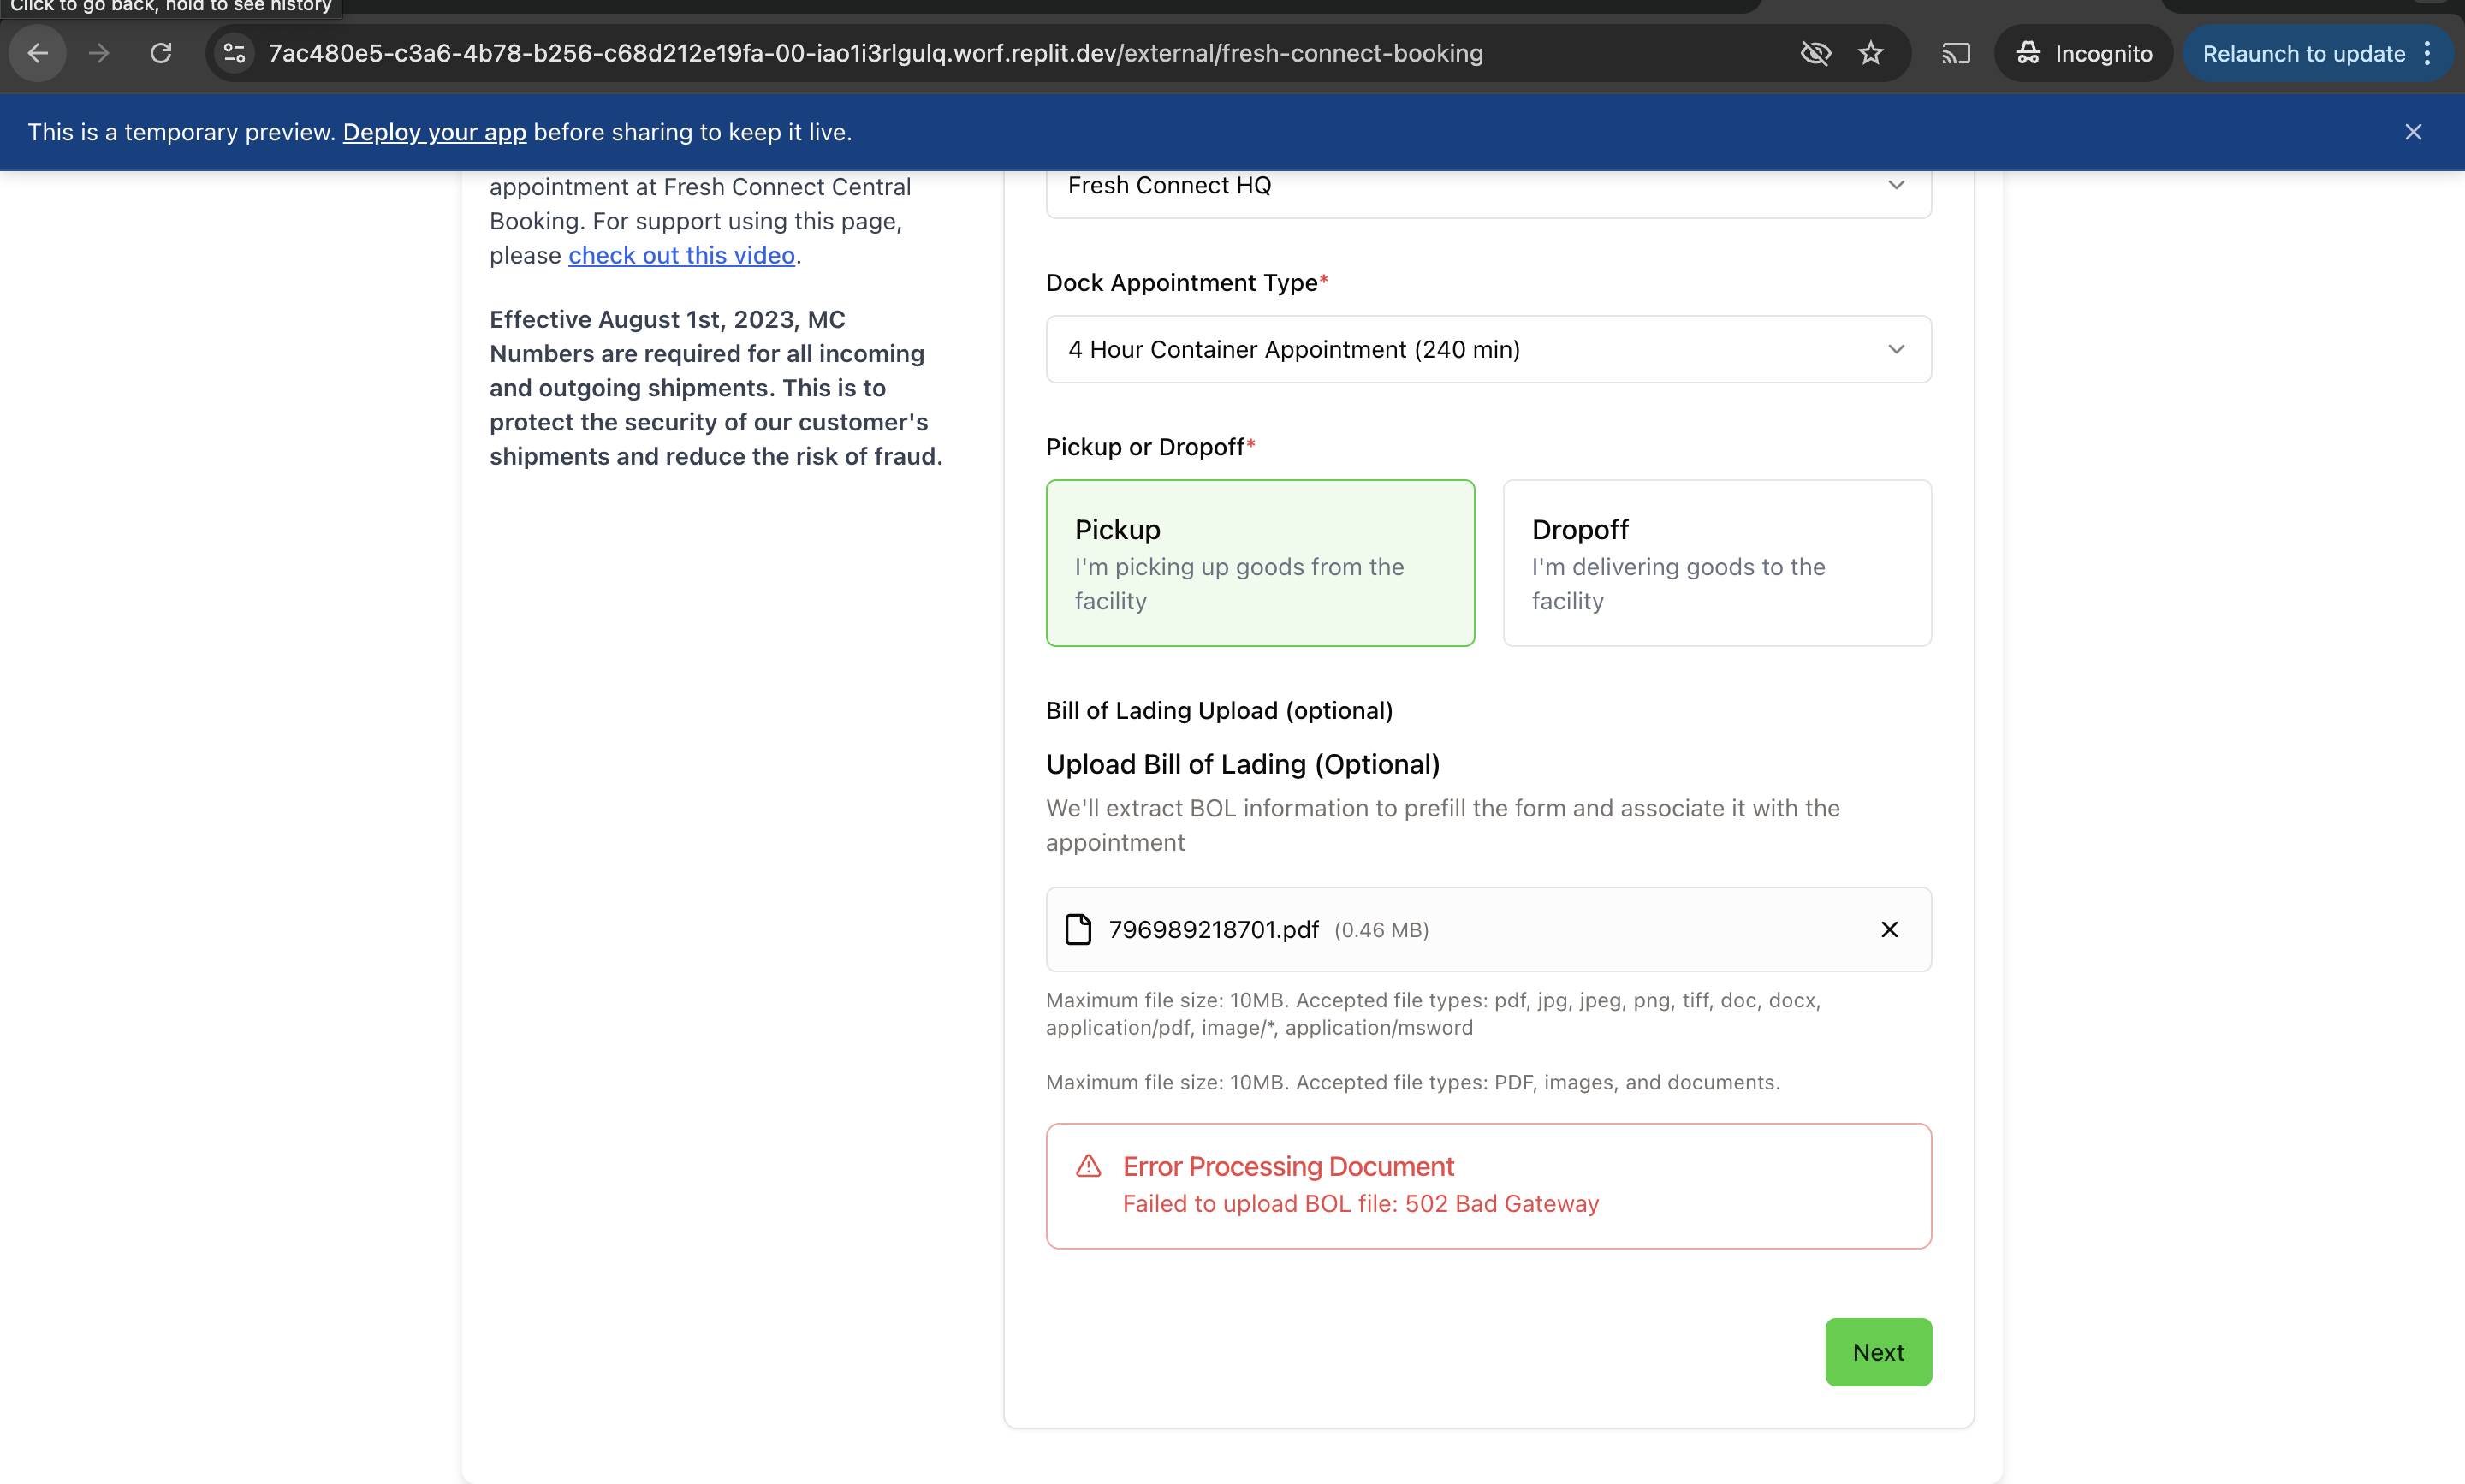 Click to go back, hold to see history
7ac480e5-c3a6-4b78-b256-c68d212e19fa-00-iao1i3rlgulq.worf.replit.dev/external/fresh-connect-booking
Incognito
Relaunch to update
This is a temporary preview. Deploy your app before sharing to keep it live.
appointment at Fresh Connect Central
Booking. For support using this page,
please check out this video.
Effective August 1st, 2023, MC
Numbers are required for all incoming
and outgoing shipments. This is to
protect the security of our customer's
shipments and reduce the risk of fraud.
Fresh Connect HQ
Dock Appointment Type*
4 Hour Container Appointment (240 min)
Pickup or Dropoff*
Pickup
I'm picking up goods from the
facility
Dropoff
I'm delivering goods to the
facility
Bill of Lading Upload (optional)
Upload Bill of Lading (Optional)
We'll extract BOL information to prefill the form and associate it with the
appointment
796989218701.pdf (0.46 MB)
Maximum file size: 10MB. Accepted file types: pdf, jpg, jpeg, png, tiff, doc, docx,
application/pdf, image/*, application/msword
Maximum file size: 10MB. Accepted file types: PDF, images, and documents.
Error Processing Document
Failed to upload BOL file: 502 Bad Gateway
Next